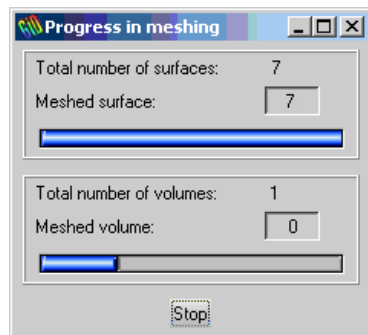 GiD Progress in meshing
Total number of surfaces: 7
Meshed surface: 7
Total number of volumes: 1
Meshed volume: 0
Stop